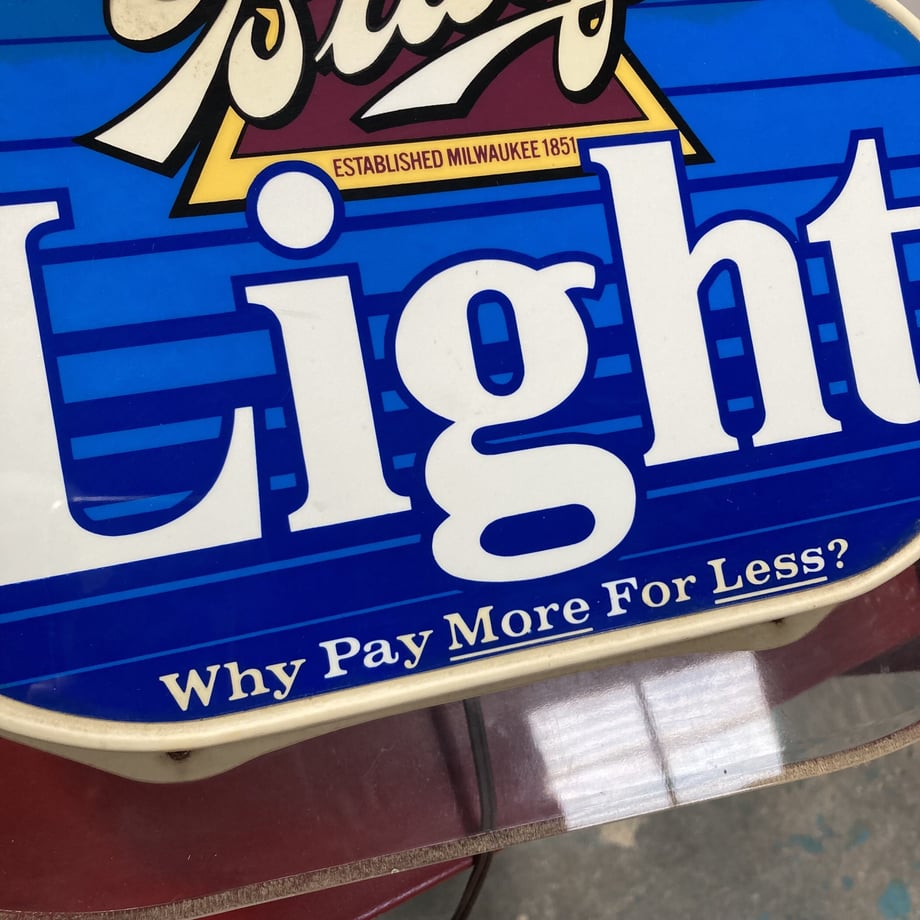 ESTABLISHED MILWAUKEE 1851
Light
Why Pay More For Less?